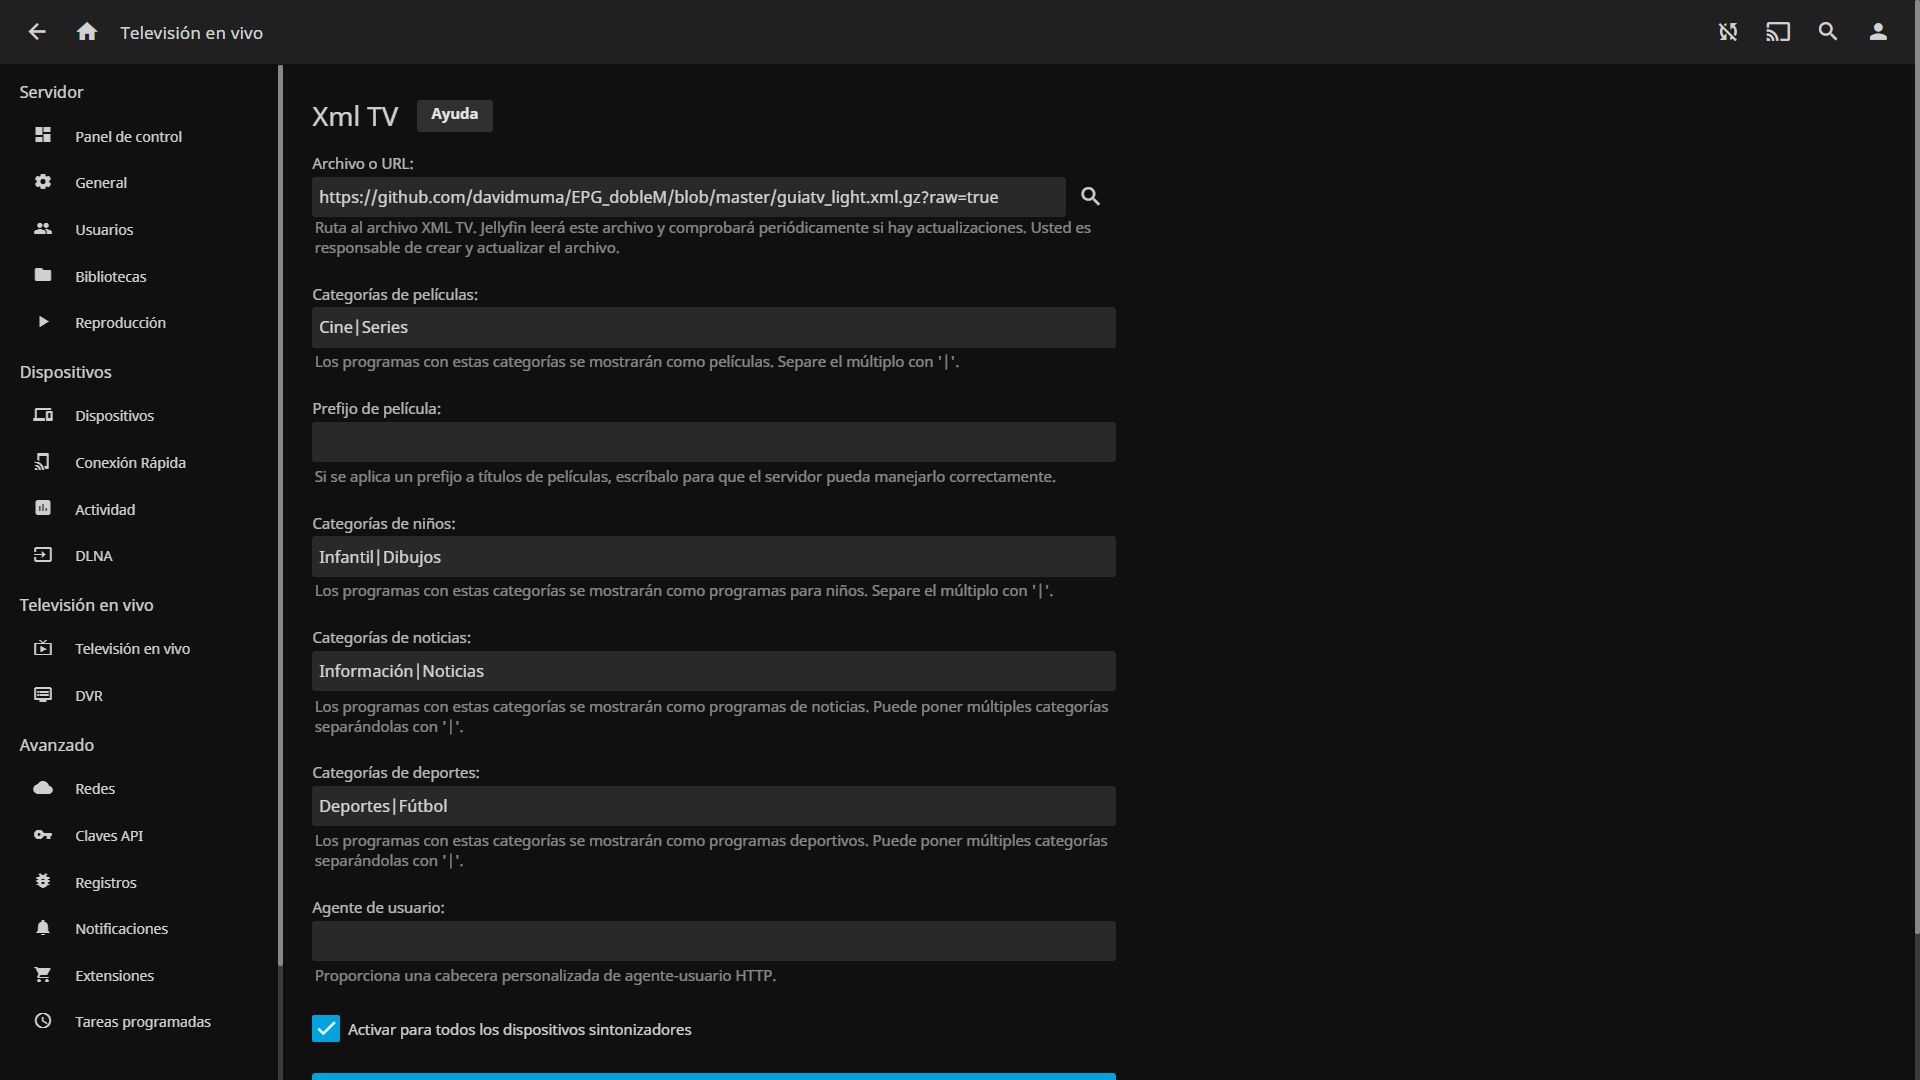 Televisión en vivo
Servidor
Panel de control
General
Usuarios
Bibliotecas
Reproducción
Dispositivos
Dispositivos
Conexión Rápida
Actividad
DLNA
Televisión en vivo
Televisión en vivo
DVR
Avanzado
Redes
Claves API
Registros
Notificaciones
Extensiones
Tareas programadas
Xml TV
Ayuda
Archivo o URL:
https://github.com/davidmuma/EPG_dobleM/blob/master/guiatv_light.xml.gz?raw=true
Ruta al archivo XML TV. Jellyfin leerá este archivo y comprobará periódicamente si hay actualizaciones. Usted es
responsable de crear y actualizar el archivo.
Categorías de películas:
Cine|Series
Los programas con estas categorías se mostrarán como películas. Separe el múltiplo con '|'.
Prefijo de película:
Si se aplica un prefijo a títulos de películas, escríbalo para que el servidor pueda manejarlo correctamente.
Categorías de niños:
Infantil|Dibujos
Los programas con estas categorías se mostrarán como programas para niños. Separe el múltiplo con '|'.
Categorías de noticias:
Información|Noticias
Los programas con estas categorías se mostrarán como programas de noticias. Puede poner múltiples categorías
separándolas con '|'.
Categorías de deportes:
Deportes|Fútbol
Los programas con estas categorías se mostrarán como programas deportivos. Puede poner múltiples categorías
separándolas con '|'.
Agente de usuario:
Proporciona una cabecera personalizada de agente-usuario HTTP.
Activar para todos los dispositivos sintonizadores